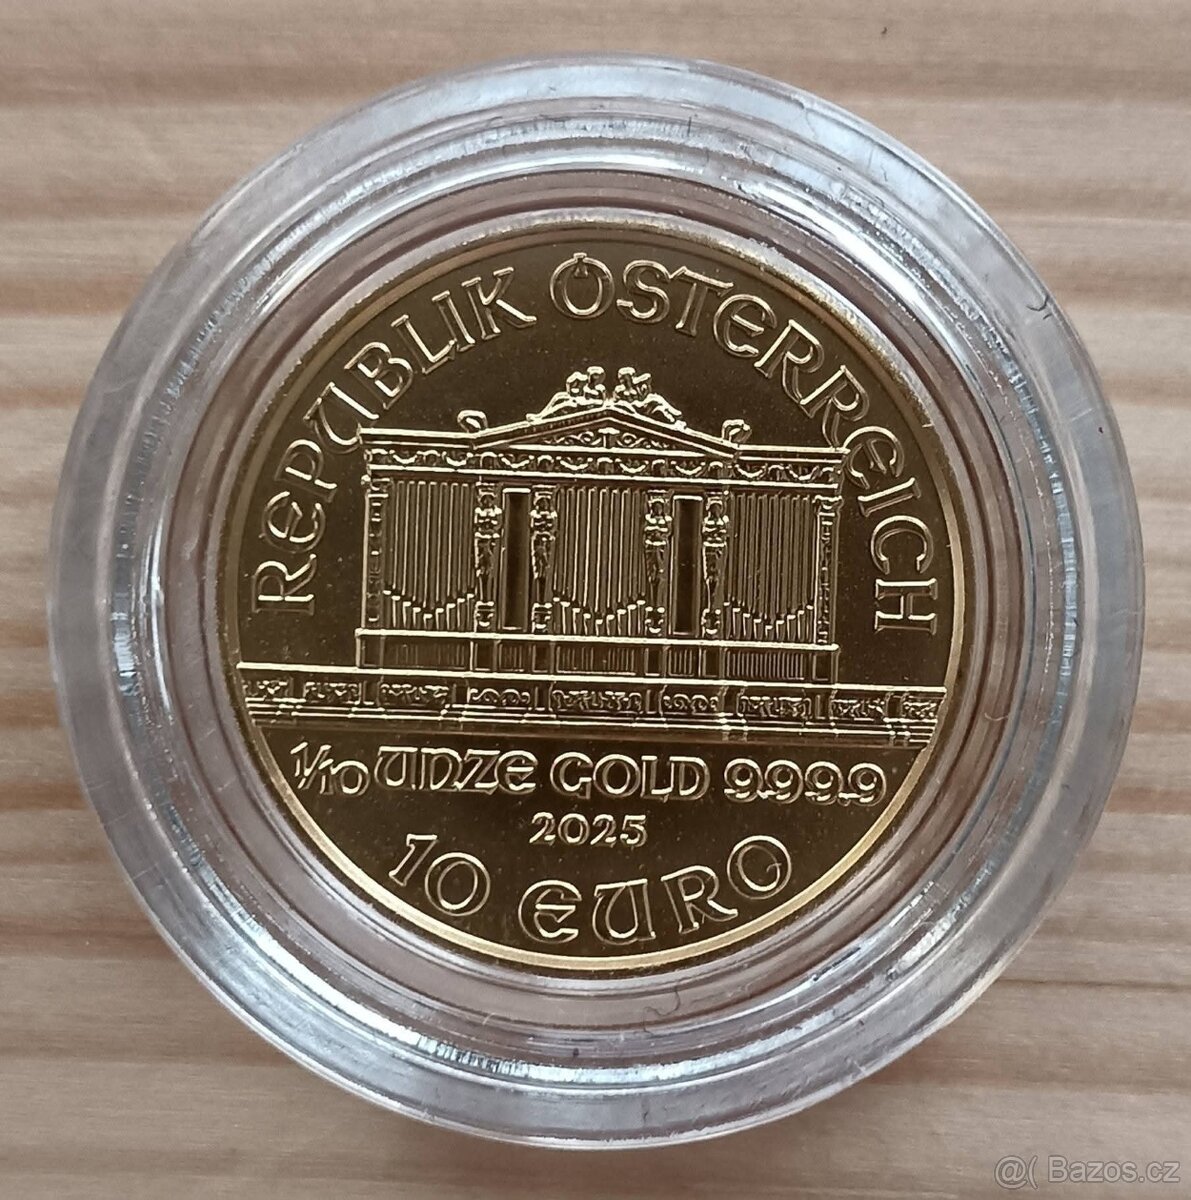 REPUBLIK ÖSTERREICH
1/10 UNZE GOLD 999.9
2025
10 EURO
@( Bazos.cz